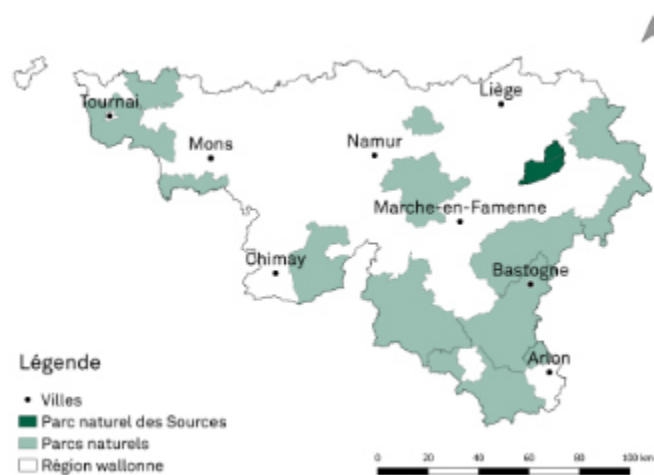 Liège
Tournai
Mons
Namur
Marche-en-Famenne
Chimay
Bastogne
Arlon
Légende
Villes
Parc naturel des Sources
Parcs naturels
Région wallonne
0 20 40 60 80 100 km